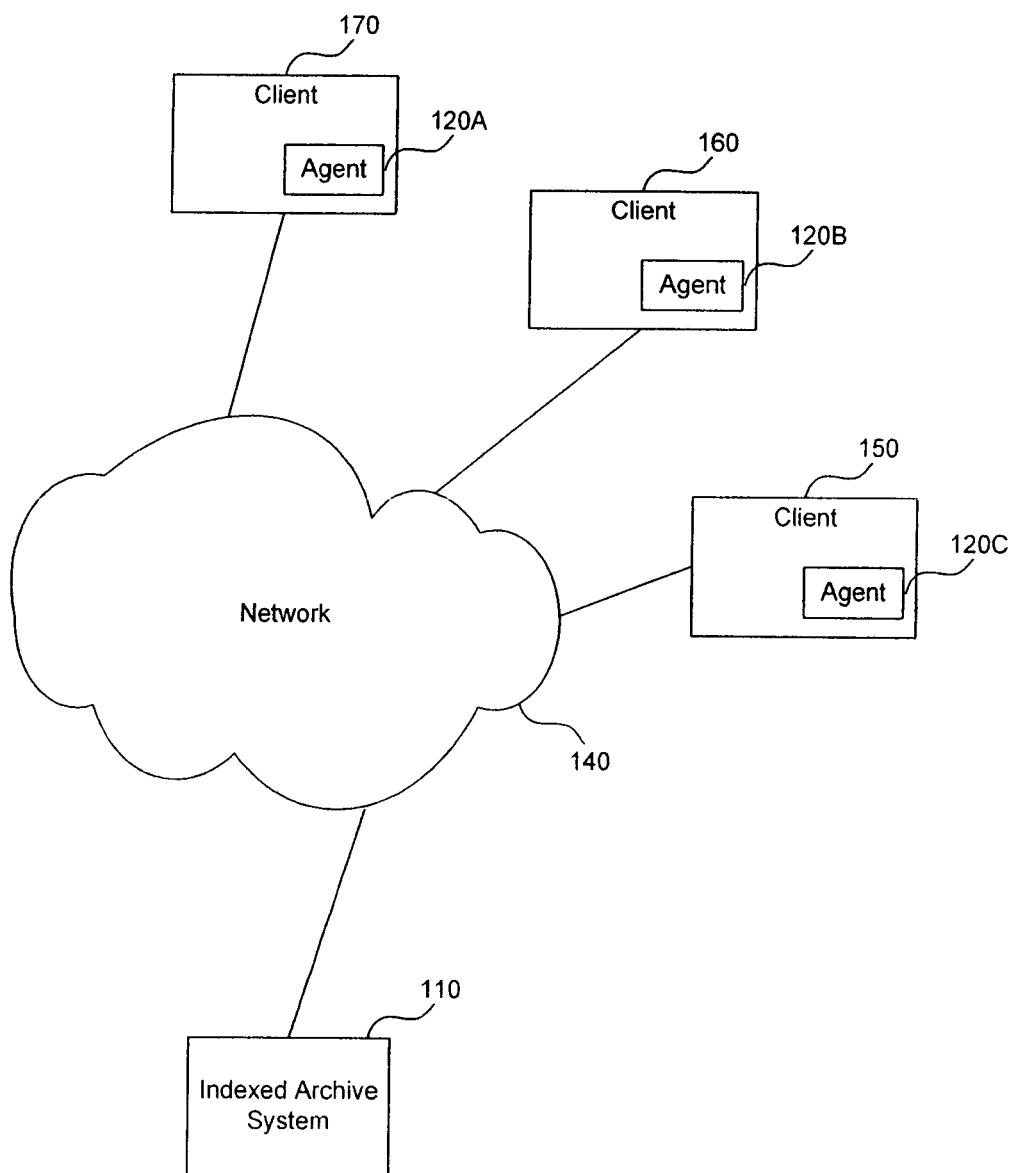 170
Client
120A
Agent
160
Client
120B
Agent
150
Client
120C
Agent
Network
140
110
Indexed Archive
System